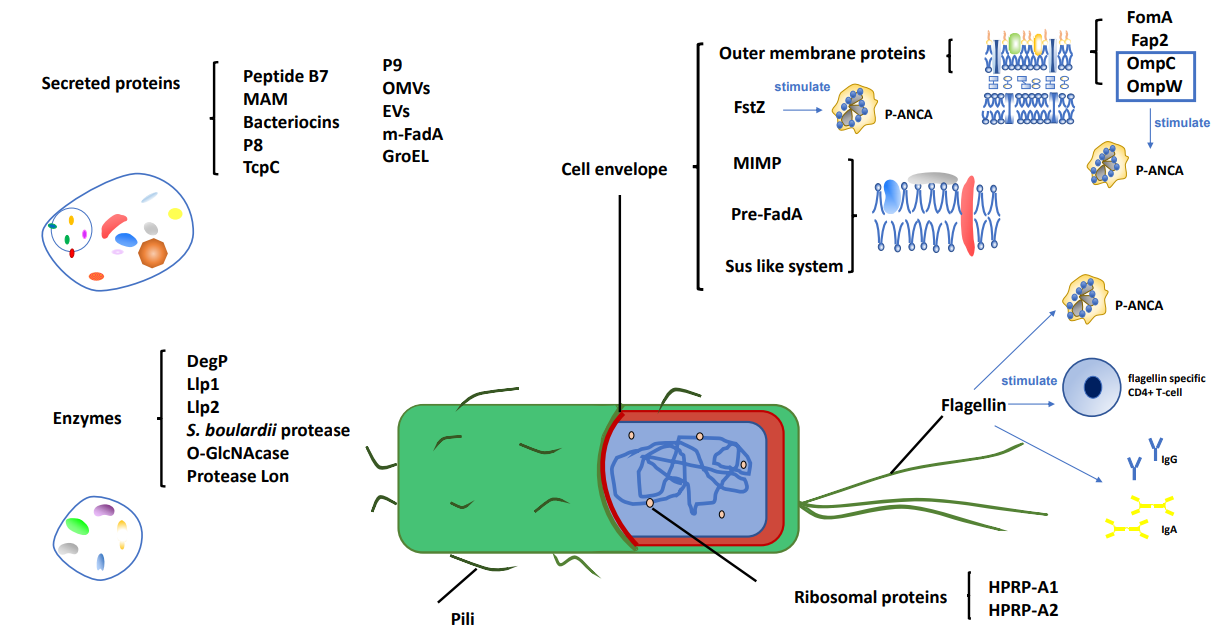 Secreted proteins
Peptide B7
MAM
Bacteriocins
P8
TcpC
P9
OMVs
EVs
m-FadA
GroEL
Cell envelope
Outer membrane proteins
FomA
Fap2
OmpC
OmpW
stimulate
P-ANCA
FstZ
stimulate
P-ANCA
MIMP
Pre-FadA
Sus like system
Enzymes
DegP
Llp1
Llp2
S. boulardii protease
O-GlcNAcase
Protease Lon
Flagellin
stimulate
P-ANCA
flagellin specific
CD4+ T-cell
IgG
IgA
Pili
Ribosomal proteins
HPRP-A1
HPRP-A2